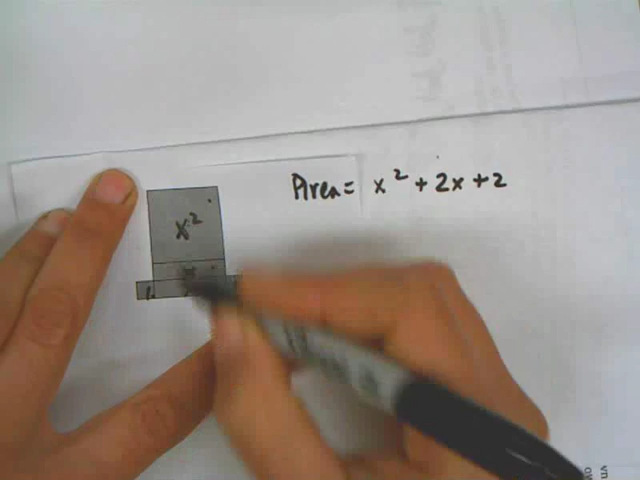 Area = x² + 2x + 2
x²